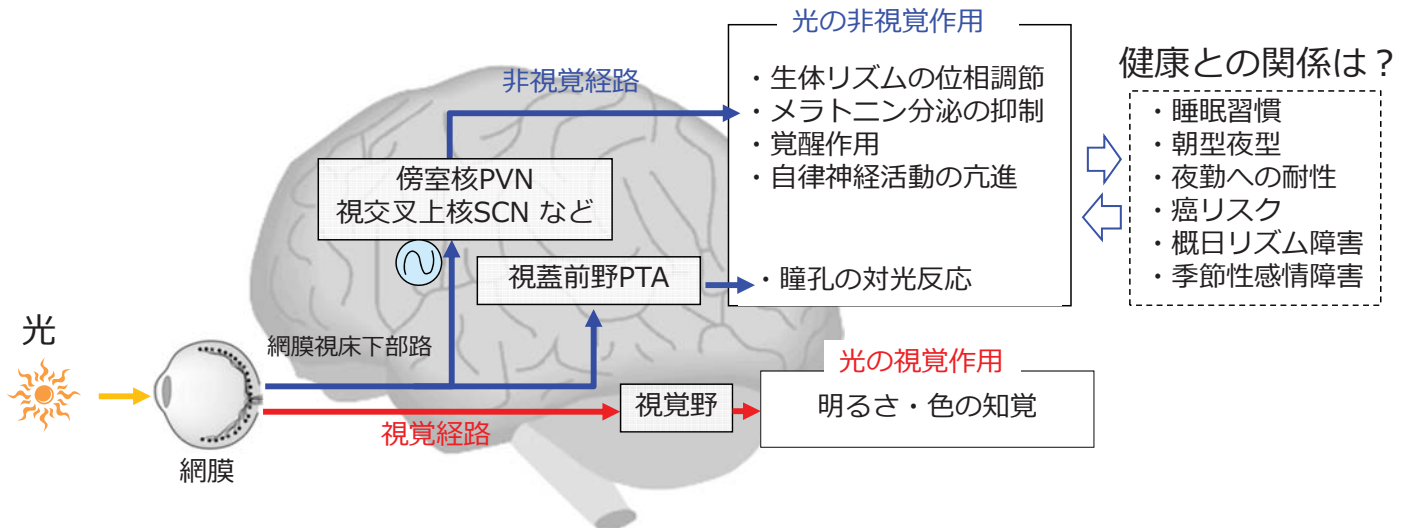 光の非視覚作用
非視覚経路
・生体リズムの位相調節
・メラトニン分泌の抑制
・覚醒作用
・自律神経活動の亢進
・瞳孔の対光反応
健康との関係は？
・睡眠習慣
・朝型夜型
・夜勤への耐性
・癌リスク
・概日リズム障害
・季節性感情障害
傍室核PVN
視交叉上核SCN など
視蓋前野PTA
網膜視床下部路
光
網膜
視覚経路
視覚野
光の視覚作用
明るさ・色の知覚